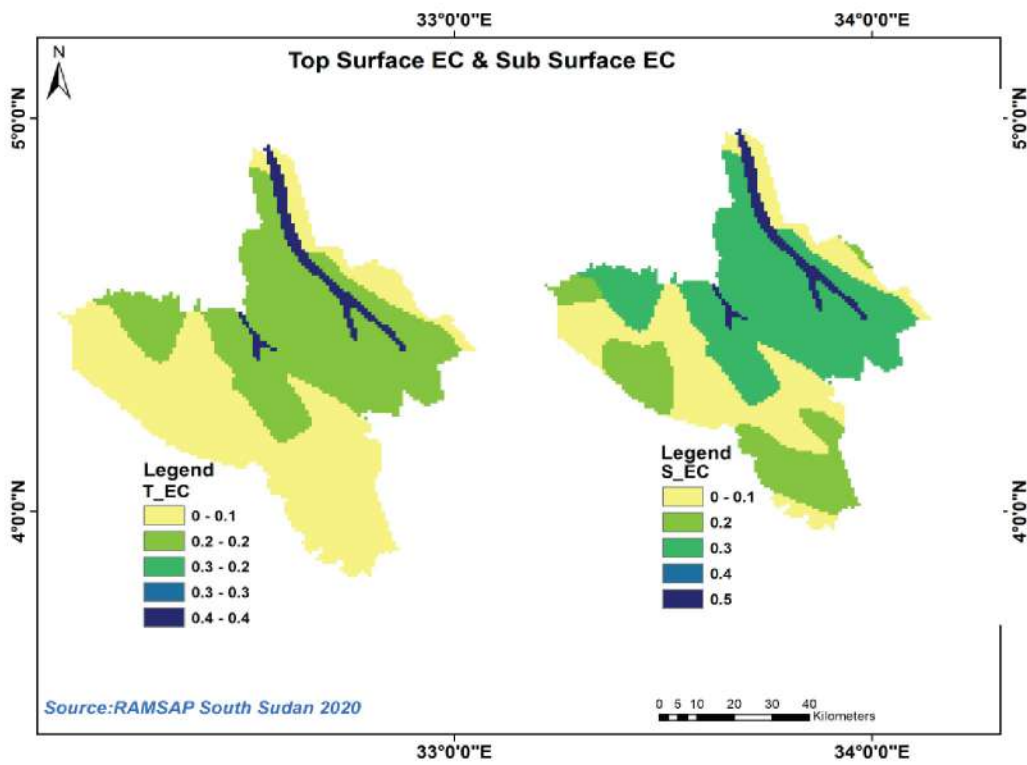 33°0'0"E
34°0'0"E
N
Top Surface EC & Sub Surface EC
5°0'0"N
5°0'0"N
Legend
T_EC
0 - 0.1
0.2 - 0.2
0.3 - 0.2
0.3 - 0.3
0.4 - 0.4
Legend
S_EC
0 - 0.1
0.2
0.3
0.4
0.5
4°0'0"N
4°0'0"N
Source:RAMSAP South Sudan 2020
0 5 10 20 30 40
Kilometers
33°0'0"E
34°0'0"E